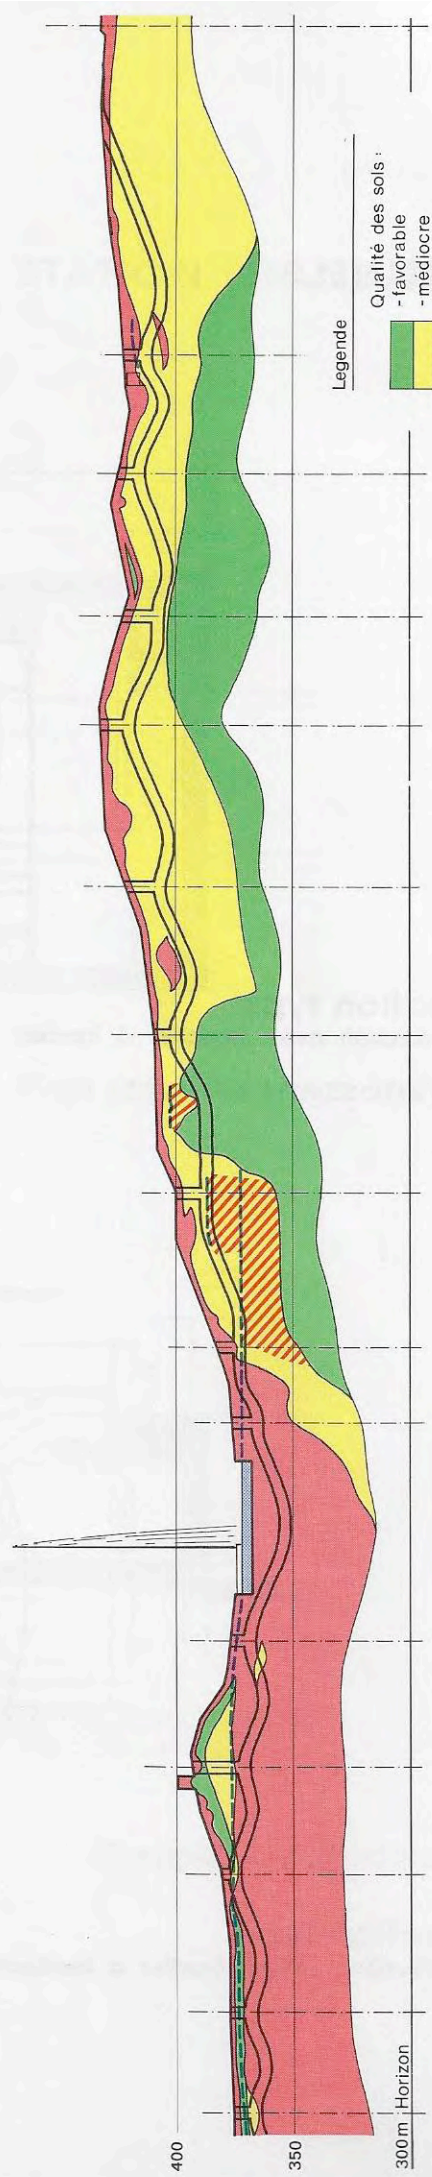 Legende
Qualité des sols :
- favorable
- médiocre
400
350
300m Horizon